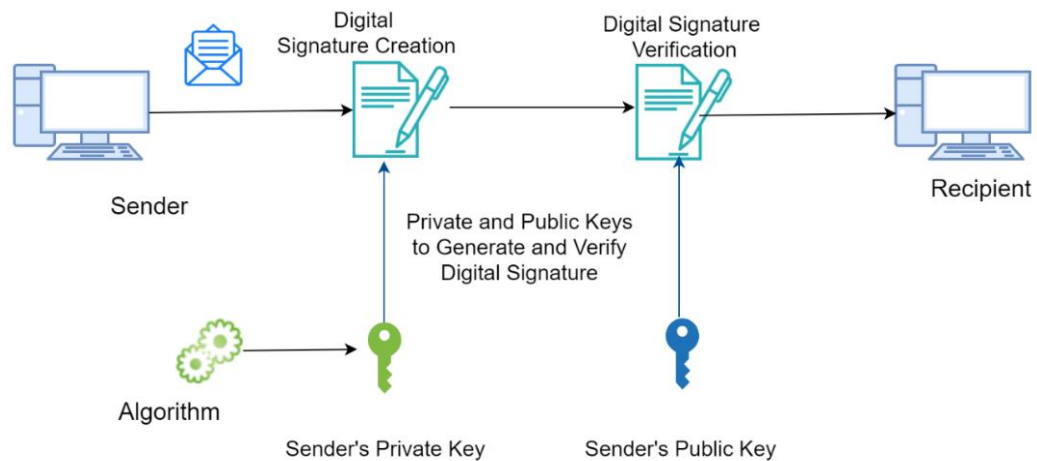 Digital
Signature Creation
Digital Signature
Verification
Sender
Recipient
Private and Public Keys
to Generate and Verify
Digital Signature
Algorithm
Sender's Private Key
Sender's Public Key